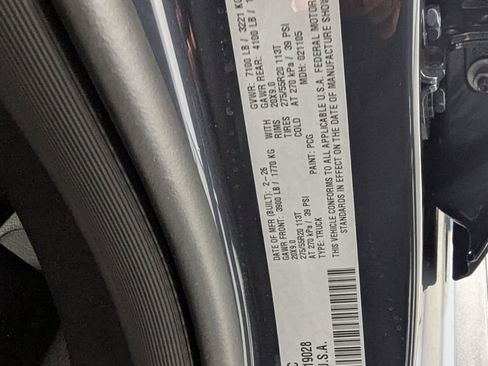 GVWR: 7100 LB / 3221 KG
GAWR REAR: 4100 LB /
20X9.0 WITH RIMS
275/55R20 113T TIRES
AT 270 kPa / 39 PSI COLD
MDH: 021105
DATE OF MFR (BUILT): 2-26
GAWR FRONT: 3900 LB / 1770 KG
20X9.0
275/55R20 113T
AT 270 kPa / 39 PSI
TYPE: TRUCK
PAINT: PCG
THIS VEHICLE CONFORMS TO ALL APPLICABLE U.S.A. FEDERAL MOTOR
STANDARDS IN EFFECT ON THE DATE OF MANUFACTURE SHOW
19028
U.S.A.